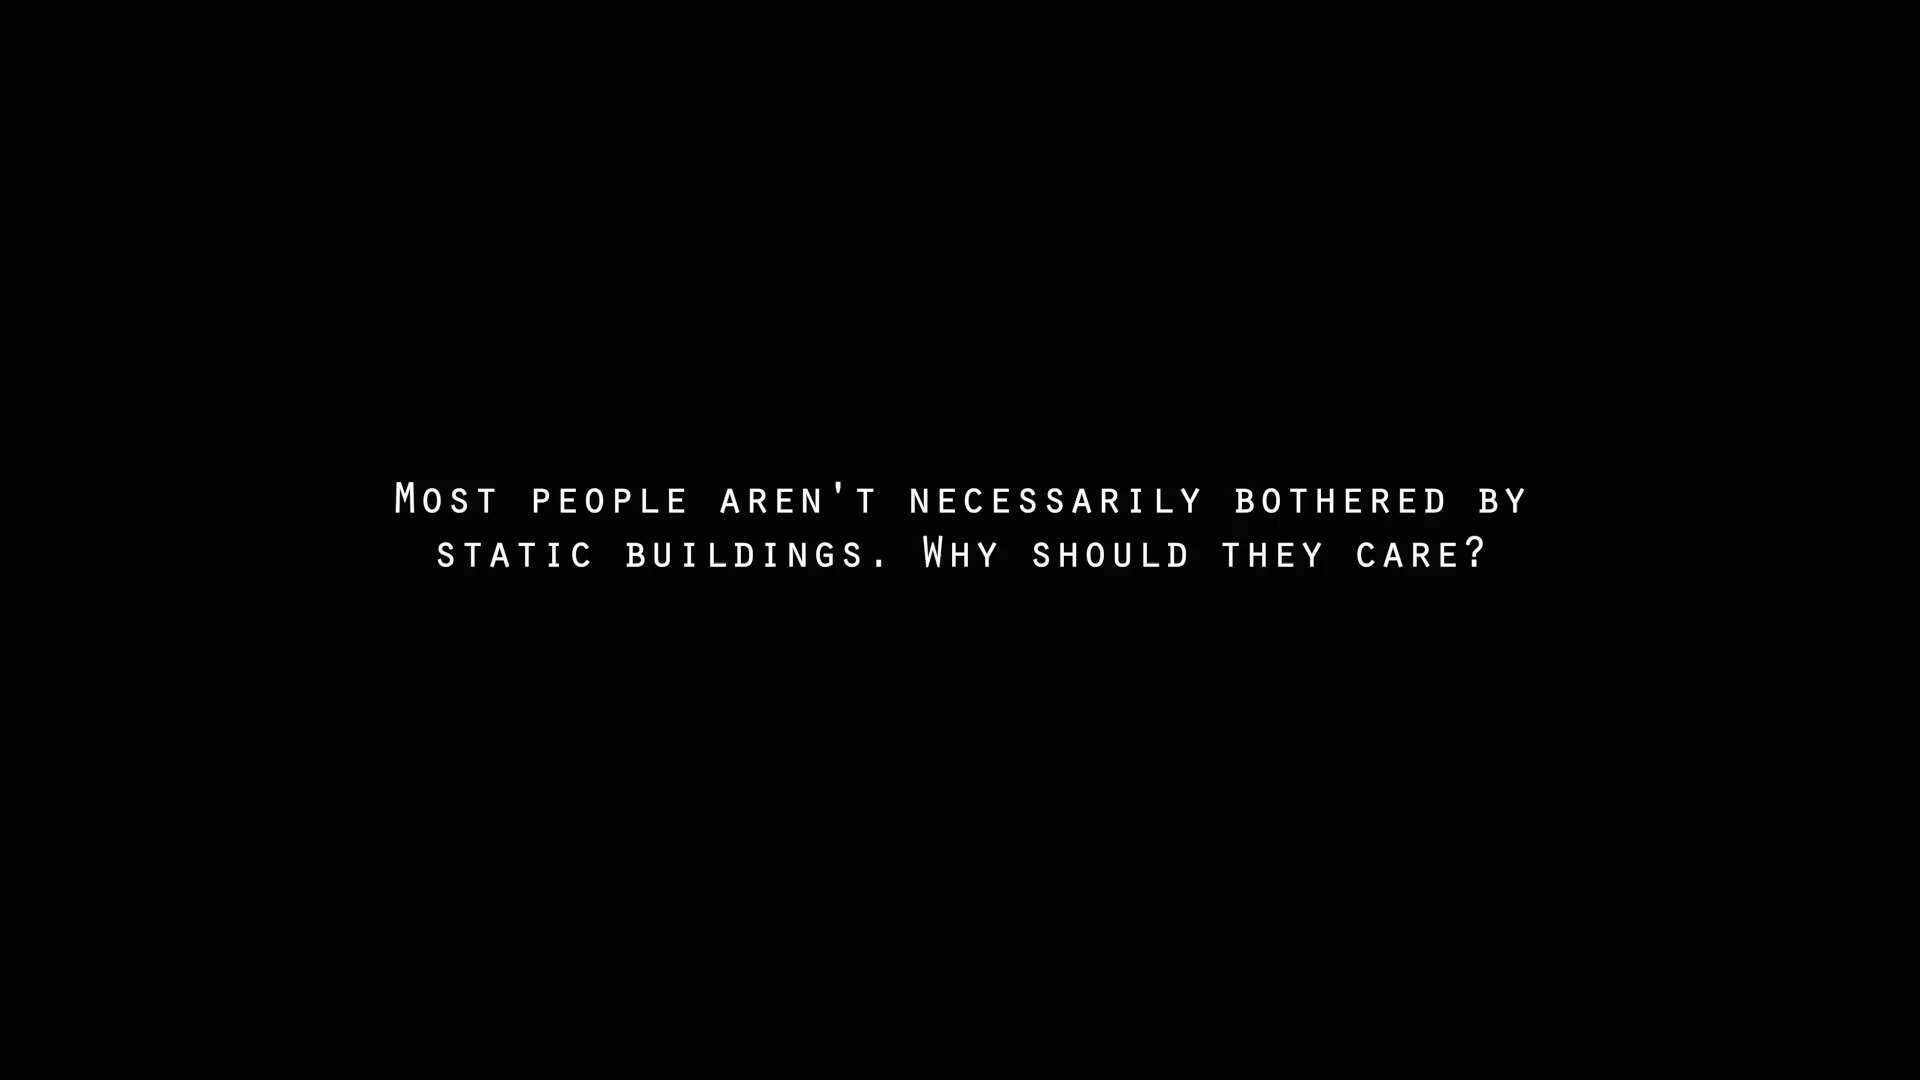 Most people aren't necessarily bothered by
static buildings. Why should they care?